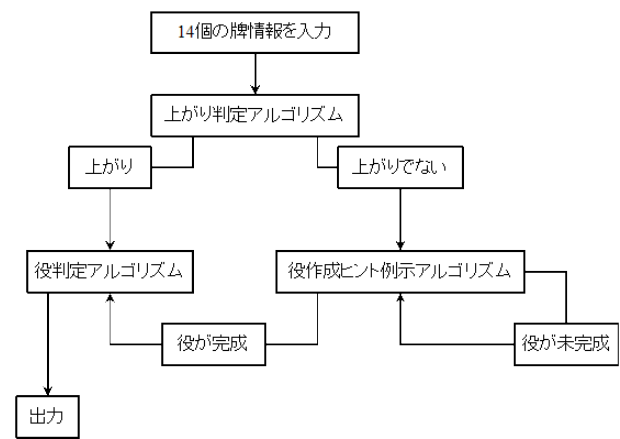 14個の牌情報を入力
上がり判定アルゴリズム
上がり
上がりでない
役判定アルゴリズム
役作成ヒント例示アルゴリズム
役が完成
役が未完成
出力